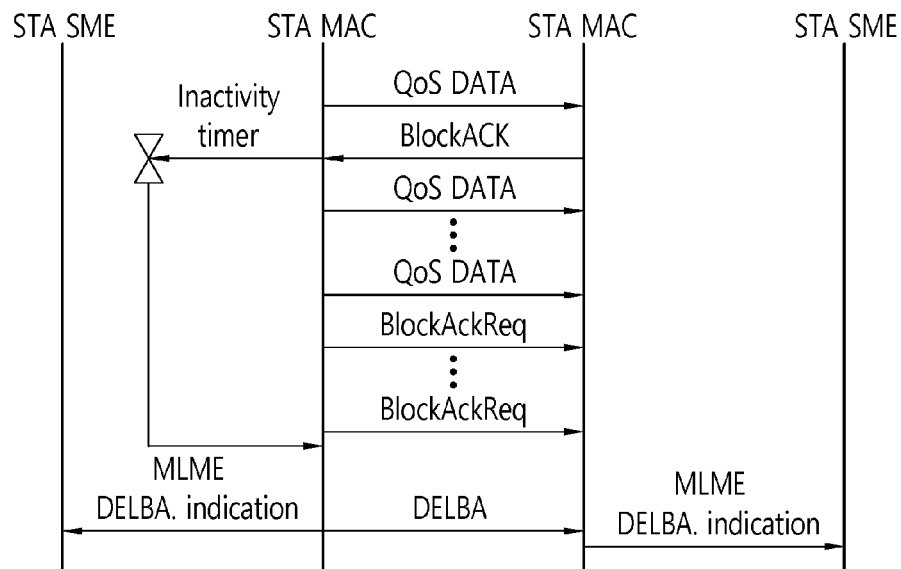 STA SME
STA MAC
STA MAC
STA SME
QoS DATA
Inactivity
timer
BlockACK
QoS DATA
QoS DATA
BlockAckReq
BlockAckReq
MLME
DELBA. indication
DELBA
MLME
DELBA. indication